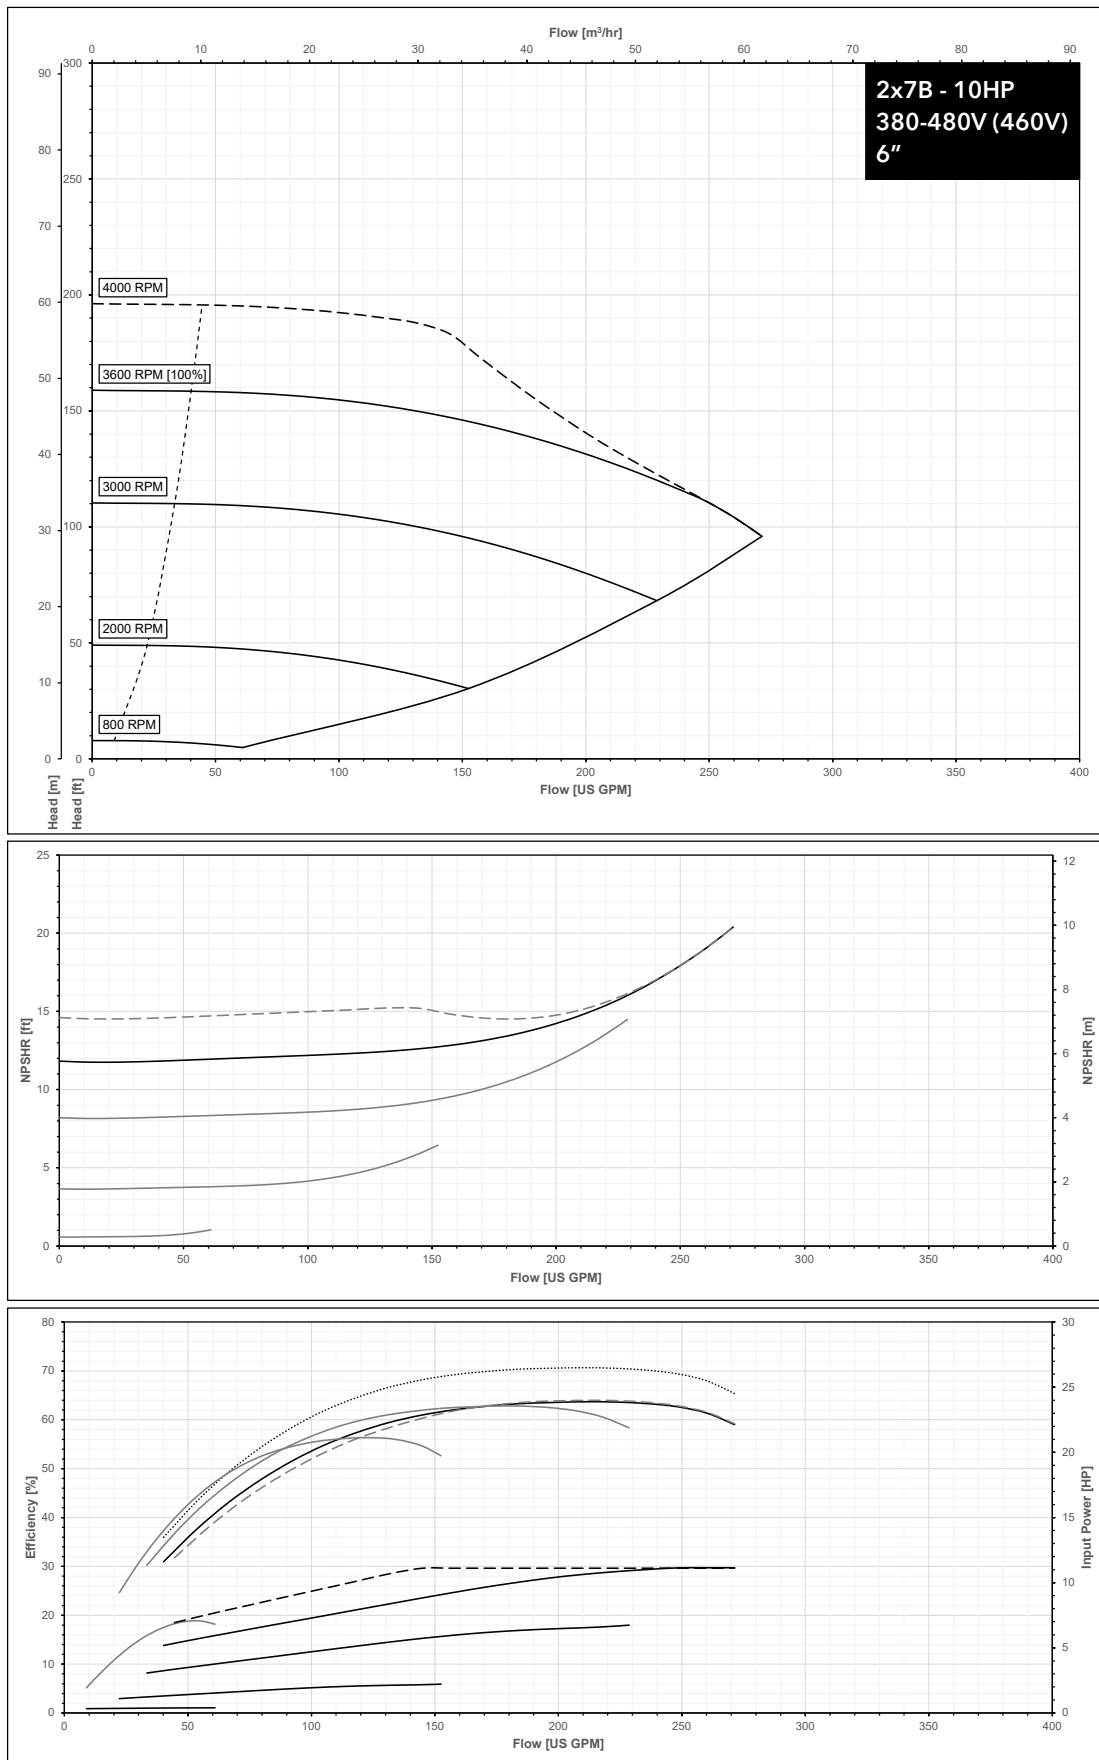 Flow [m³/hr]
0 10 20 30 40 50 60 70 80 90
2x7B - 10HP
380-480V (460V)
6”
90
80
70
60
50
40
30
20
10
0
300
250
200
150
100
50
0
4000 RPM
3600 RPM [100%]
3000 RPM
2000 RPM
800 RPM
0 50 100 150 200 250 300 350 400
Flow [US GPM]
Head [m]
Head [ft]
25
20
15
10
5
0
NPSHR [ft]
12
10
8
6
4
2
0
NPSHR [m]
0 50 100 150 200 250 300 350 400
Flow [US GPM]
80
70
60
50
40
30
20
10
0
Efficiency [%]
30
25
20
15
10
5
0
Input Power [HP]
0 50 100 150 200 250 300 350 400
Flow [US GPM]